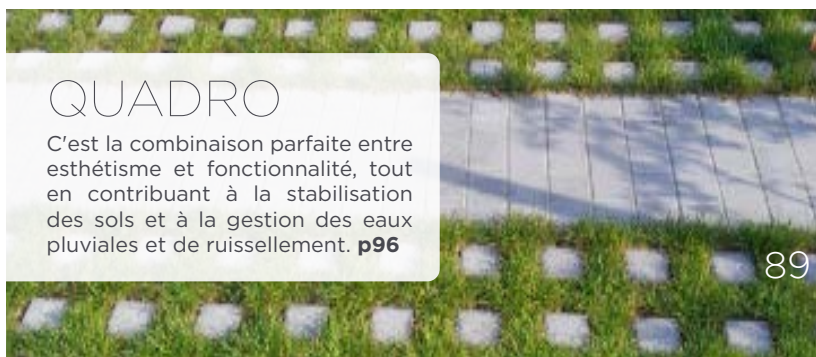 QUADRO
C'est la combinaison parfaite entre
esthétisme et fonctionnalité, tout
en contribuant à la stabilisation
des sols et à la gestion des eaux
pluviales et de ruissellement. p96
89